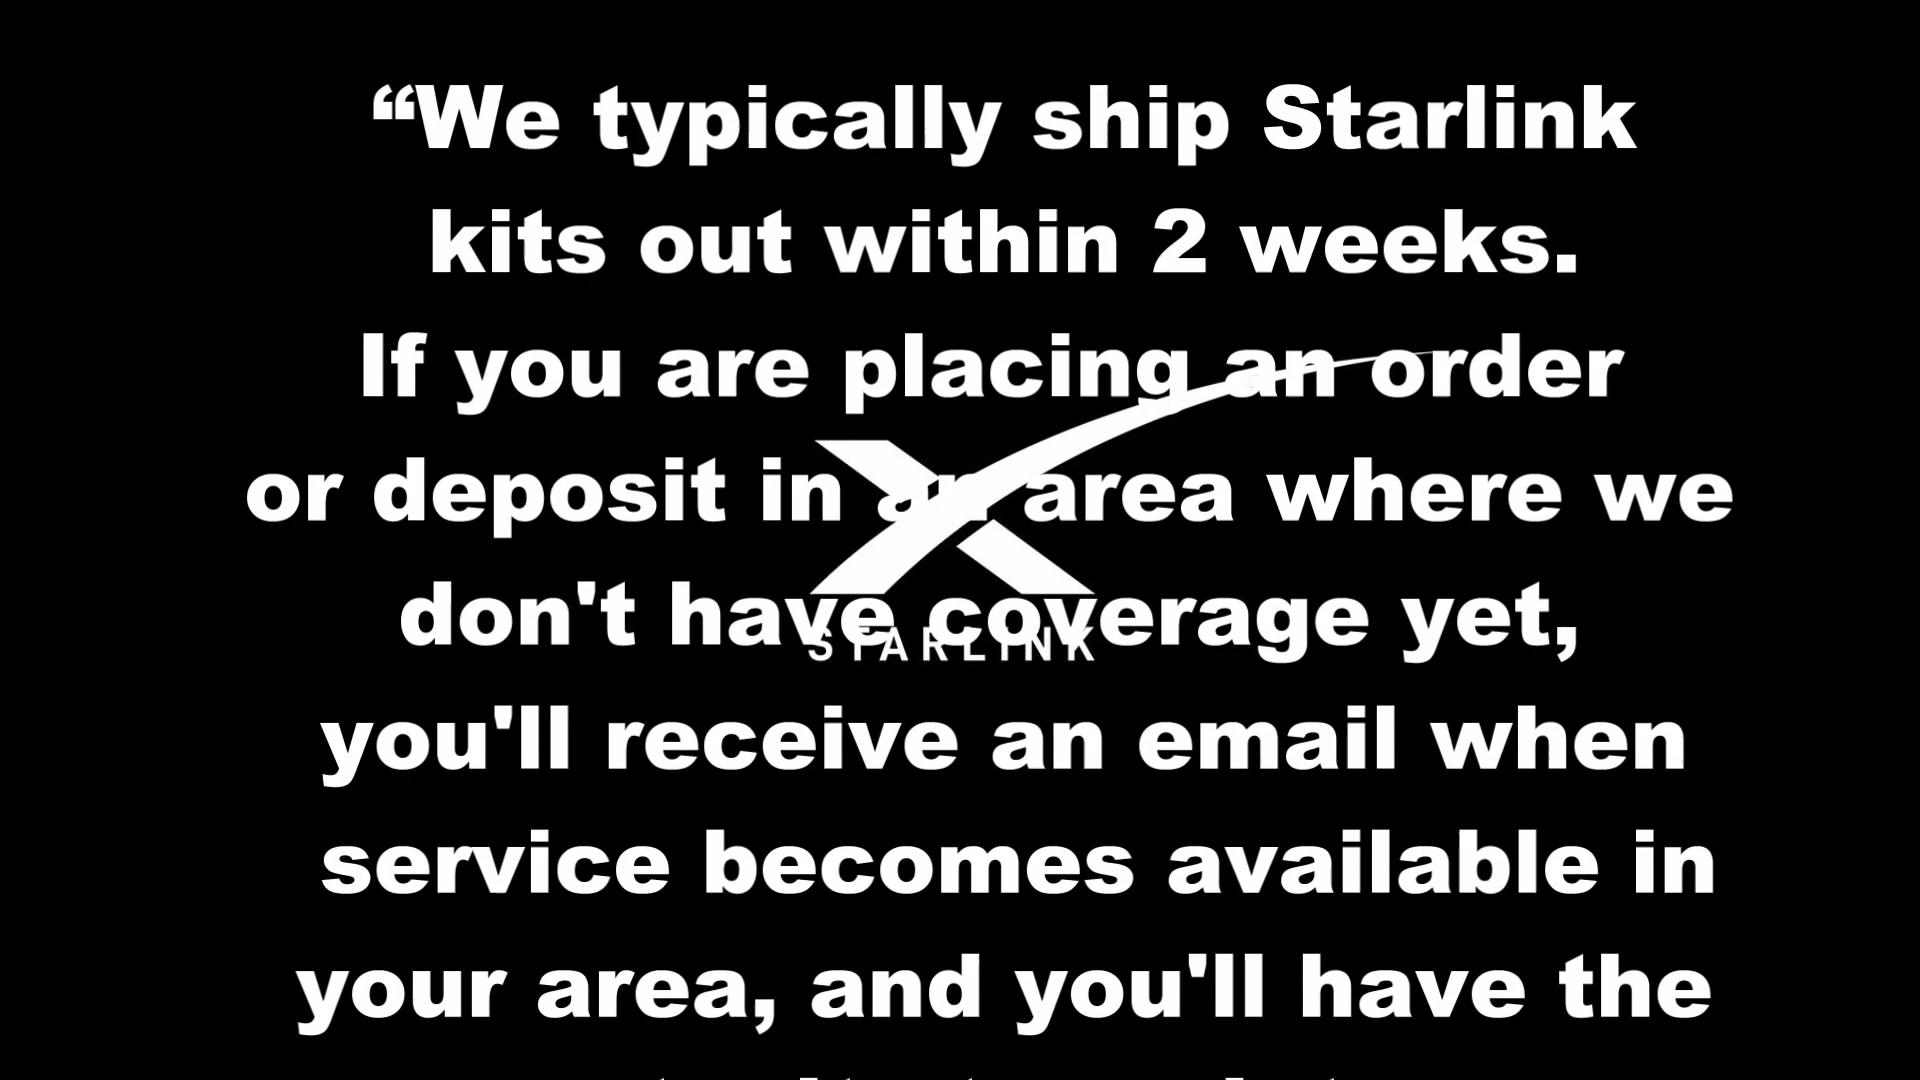 “We typically ship Starlink
kits out within 2 weeks.
If you are placing an order
or deposit in an area where we
don't have coverage yet,
STARLINK
you'll receive an email when
service becomes available in
your area, and you'll have the